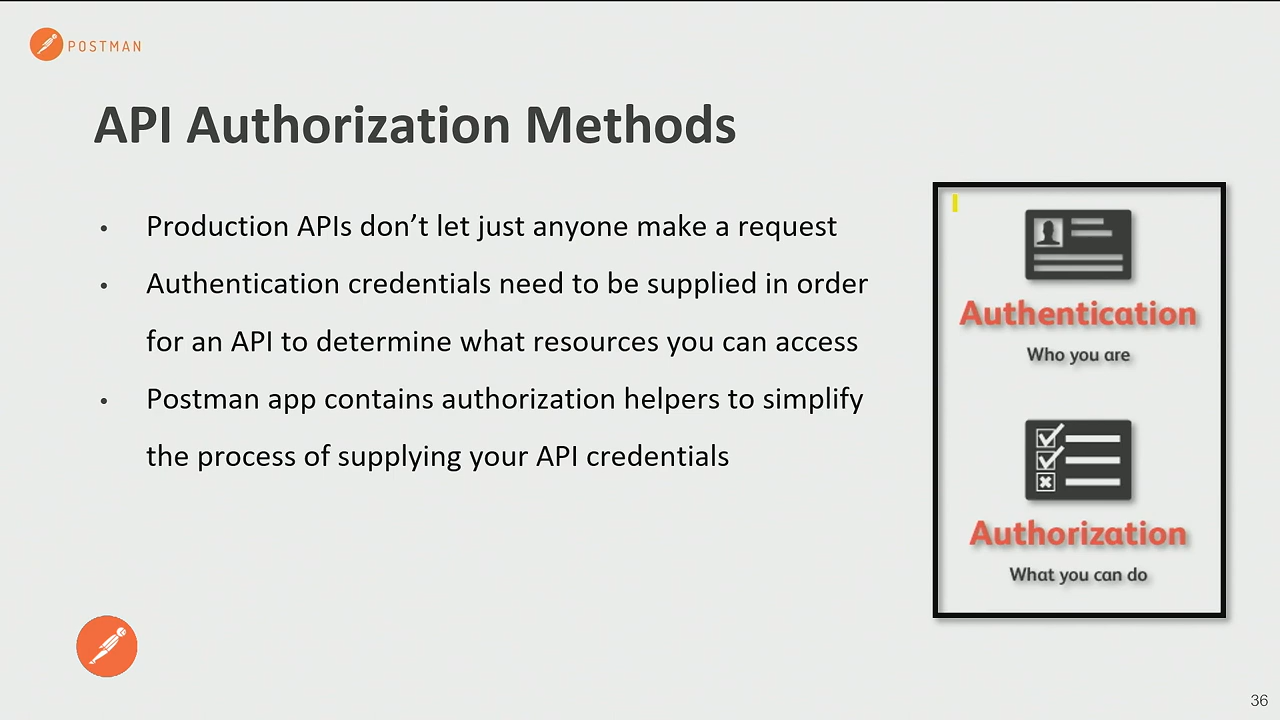 POSTMAN
API Authorization Methods
• Production APIs don’t let just anyone make a request
• Authentication credentials need to be supplied in order
for an API to determine what resources you can access
• Postman app contains authorization helpers to simplify
the process of supplying your API credentials
Authentication
Who you are
Authorization
What you can do
36